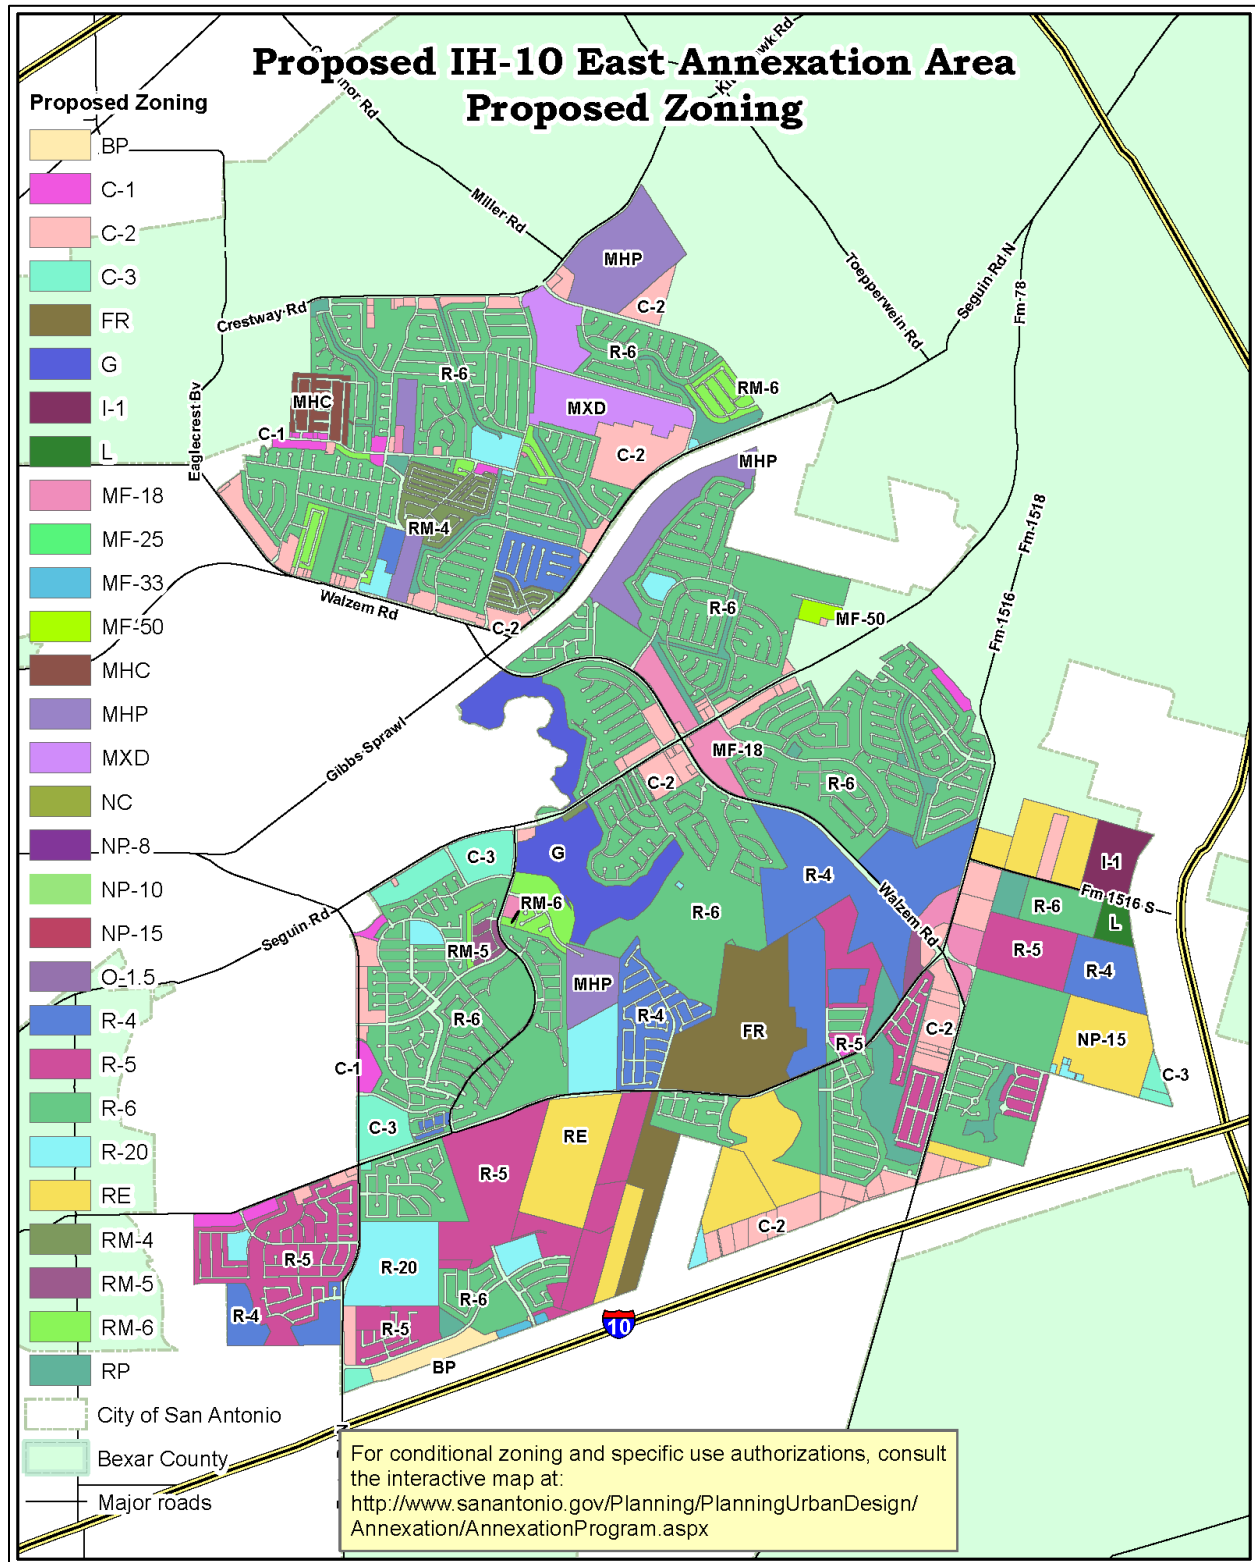 Proposed IH-10 East Annexation Area
Proposed Zoning
Proposed Zoning
BP
C-1
C-2
C-3
FR
G
I-1
L
MF-18
MF-25
MF-33
MF-50
MHC
MHP
MXD
NC
NP-8
NP-10
NP-15
O-1.5
R-4
R-5
R-6
R-20
RE
RM-4
RM-5
RM-6
RP
City of San Antonio
Bexar County
Major roads
Rd
Miller Rd
Toepperwein Rd
Seguin Rd N
Fm-78
Crestway Rd
Eaglecrest Bv
MHP
C-2
R-6
R-6
RM-6
MHC
MXD
C-1
C-2
MHP
RM-4
Fm-1518
Walzem Rd
C-2
R-6
MF-50
Fm-1516
Gibbs Sprawl
MF-18
C-2
R-6
C-3
G
R-4
I-1
Fm 1516 S
RM-6
R-6
Walzem Rd
R-6
L
Seguin Rd
RM-5
R-5
R-4
MHP
R-6
R-4
FR
C-2
R-5
NP-15
C-1
C-3
C-3
RE
R-5
C-2
R-5
R-20
R-6
R-4
R-5
10
BP
For conditional zoning and specific use authorizations, consult
the interactive map at:
http://www.sanantonio.gov/Planning/PlanningUrbanDesign/
Annexation/AnnexationProgram.aspx